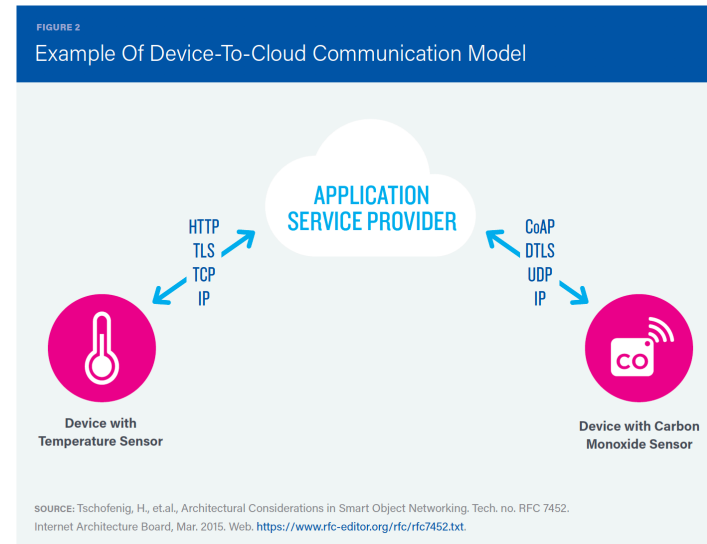 FIGURE 2
Example Of Device-To-Cloud Communication Model
APPLICATION
SERVICE PROVIDER
HTTP
TLS
TCP
IP
CoAP
DTLS
UDP
IP
CO
Device with
Temperature Sensor
Device with Carbon
Monoxide Sensor
SOURCE: Tschofenig, H., et.al., Architectural Considerations in Smart Object Networking. Tech. no. RFC 7452.
Internet Architecture Board, Mar. 2015. Web. https://www.rfc-editor.org/rfc/rfc7452.txt.